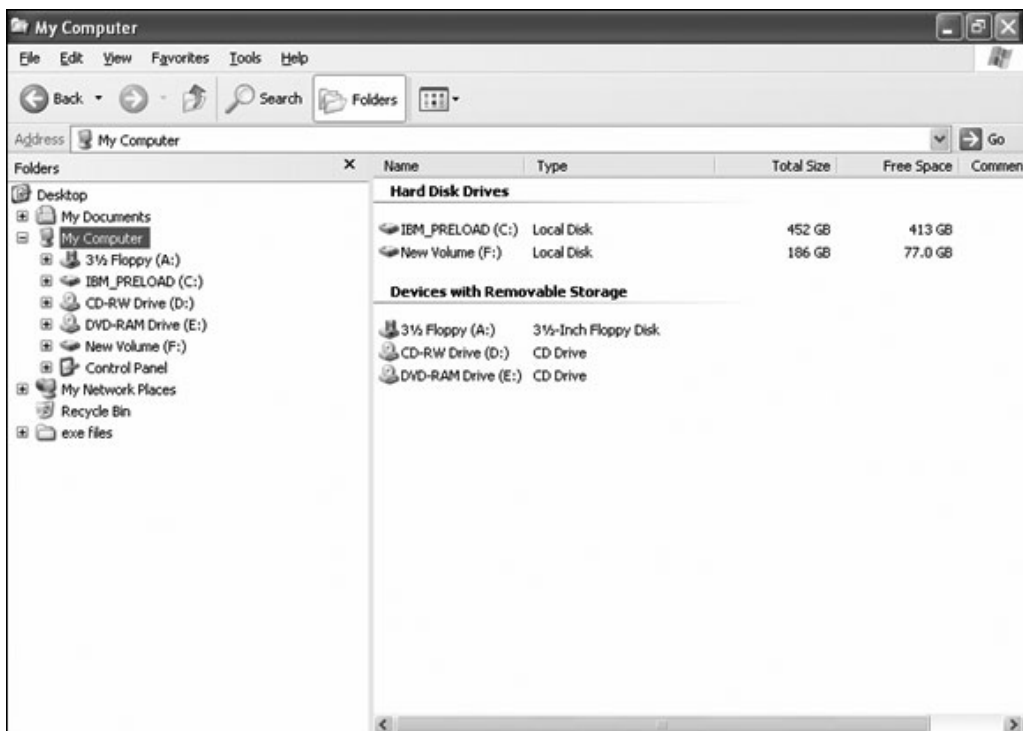 My Computer
File Edit View Favorites Tools Help
Back Search Folders
Address My Computer Go
Folders
Desktop
My Documents
My Computer
3½ Floppy (A:)
IBM_PRELOAD (C:)
CD-RW Drive (D:)
DVD-RAM Drive (E:)
New Volume (F:)
Control Panel
My Network Places
Recycle Bin
exe files
Name Type Total Size Free Space Commen
Hard Disk Drives
IBM_PRELOAD (C:) Local Disk 452 GB 413 GB
New Volume (F:) Local Disk 186 GB 77.0 GB
Devices with Removable Storage
3½ Floppy (A:) 3½-Inch Floppy Disk
CD-RW Drive (D:) CD Drive
DVD-RAM Drive (E:) CD Drive